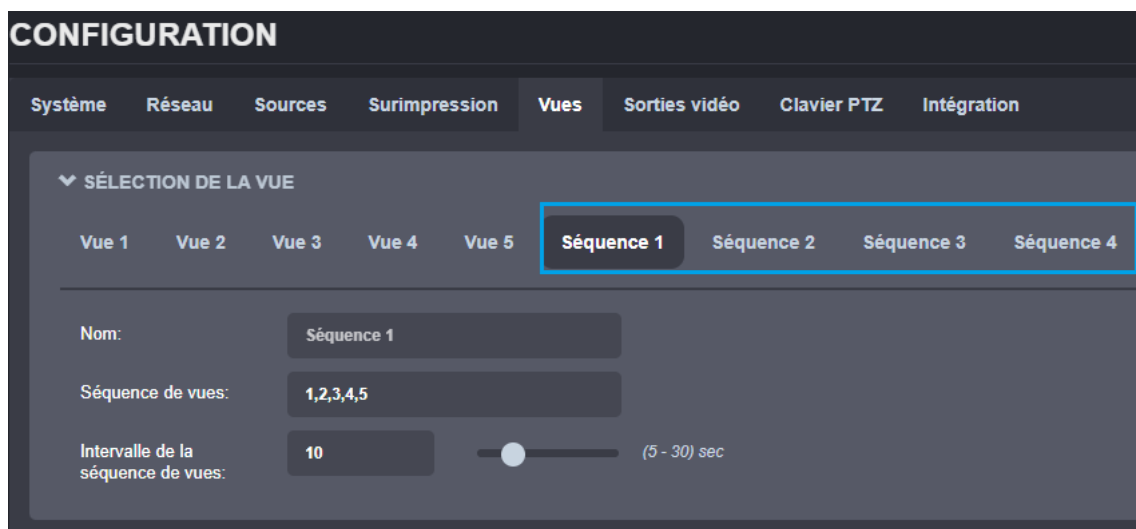 CONFIGURATION
Système Réseau Sources Surimpression Vues Sorties vidéo Clavier PTZ Intégration
SÉLECTION DE LA VUE
Vue 1 Vue 2 Vue 3 Vue 4 Vue 5 Séquence 1 Séquence 2 Séquence 3 Séquence 4
Nom: Séquence 1
Séquence de vues: 1,2,3,4,5
Intervalle de la
séquence de vues: 10 (5 - 30) sec